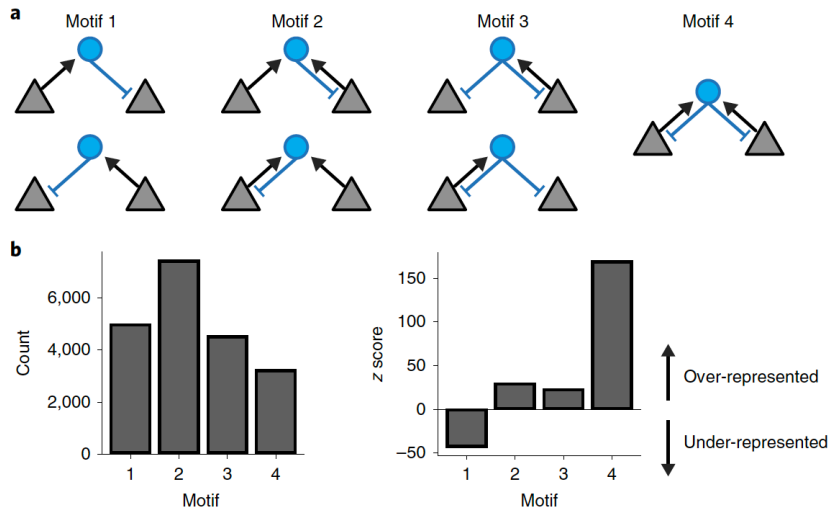 a
Motif 1 Motif 2 Motif 3 Motif 4
b
Count
6,000
4,000
2,000
0
1 2 3 4
Motif
z score
150
100
50
0
–50
1 2 3 4
Motif
Over-represented
Under-represented